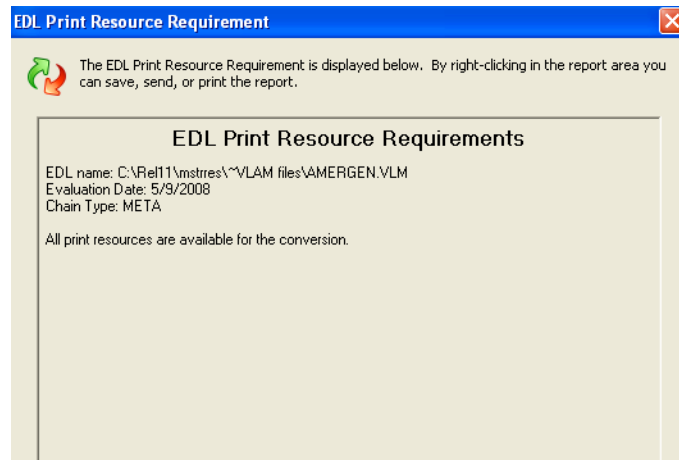 EDL Print Resource Requirement
The EDL Print Resource Requirement is displayed below. By right-clicking in the report area you
can save, send, or print the report.
EDL Print Resource Requirements
EDL name: C:\Rel11\mstrres\~VLAM files\AMERGEN.VLM
Evaluation Date: 5/9/2008
Chain Type: META
All print resources are available for the conversion.